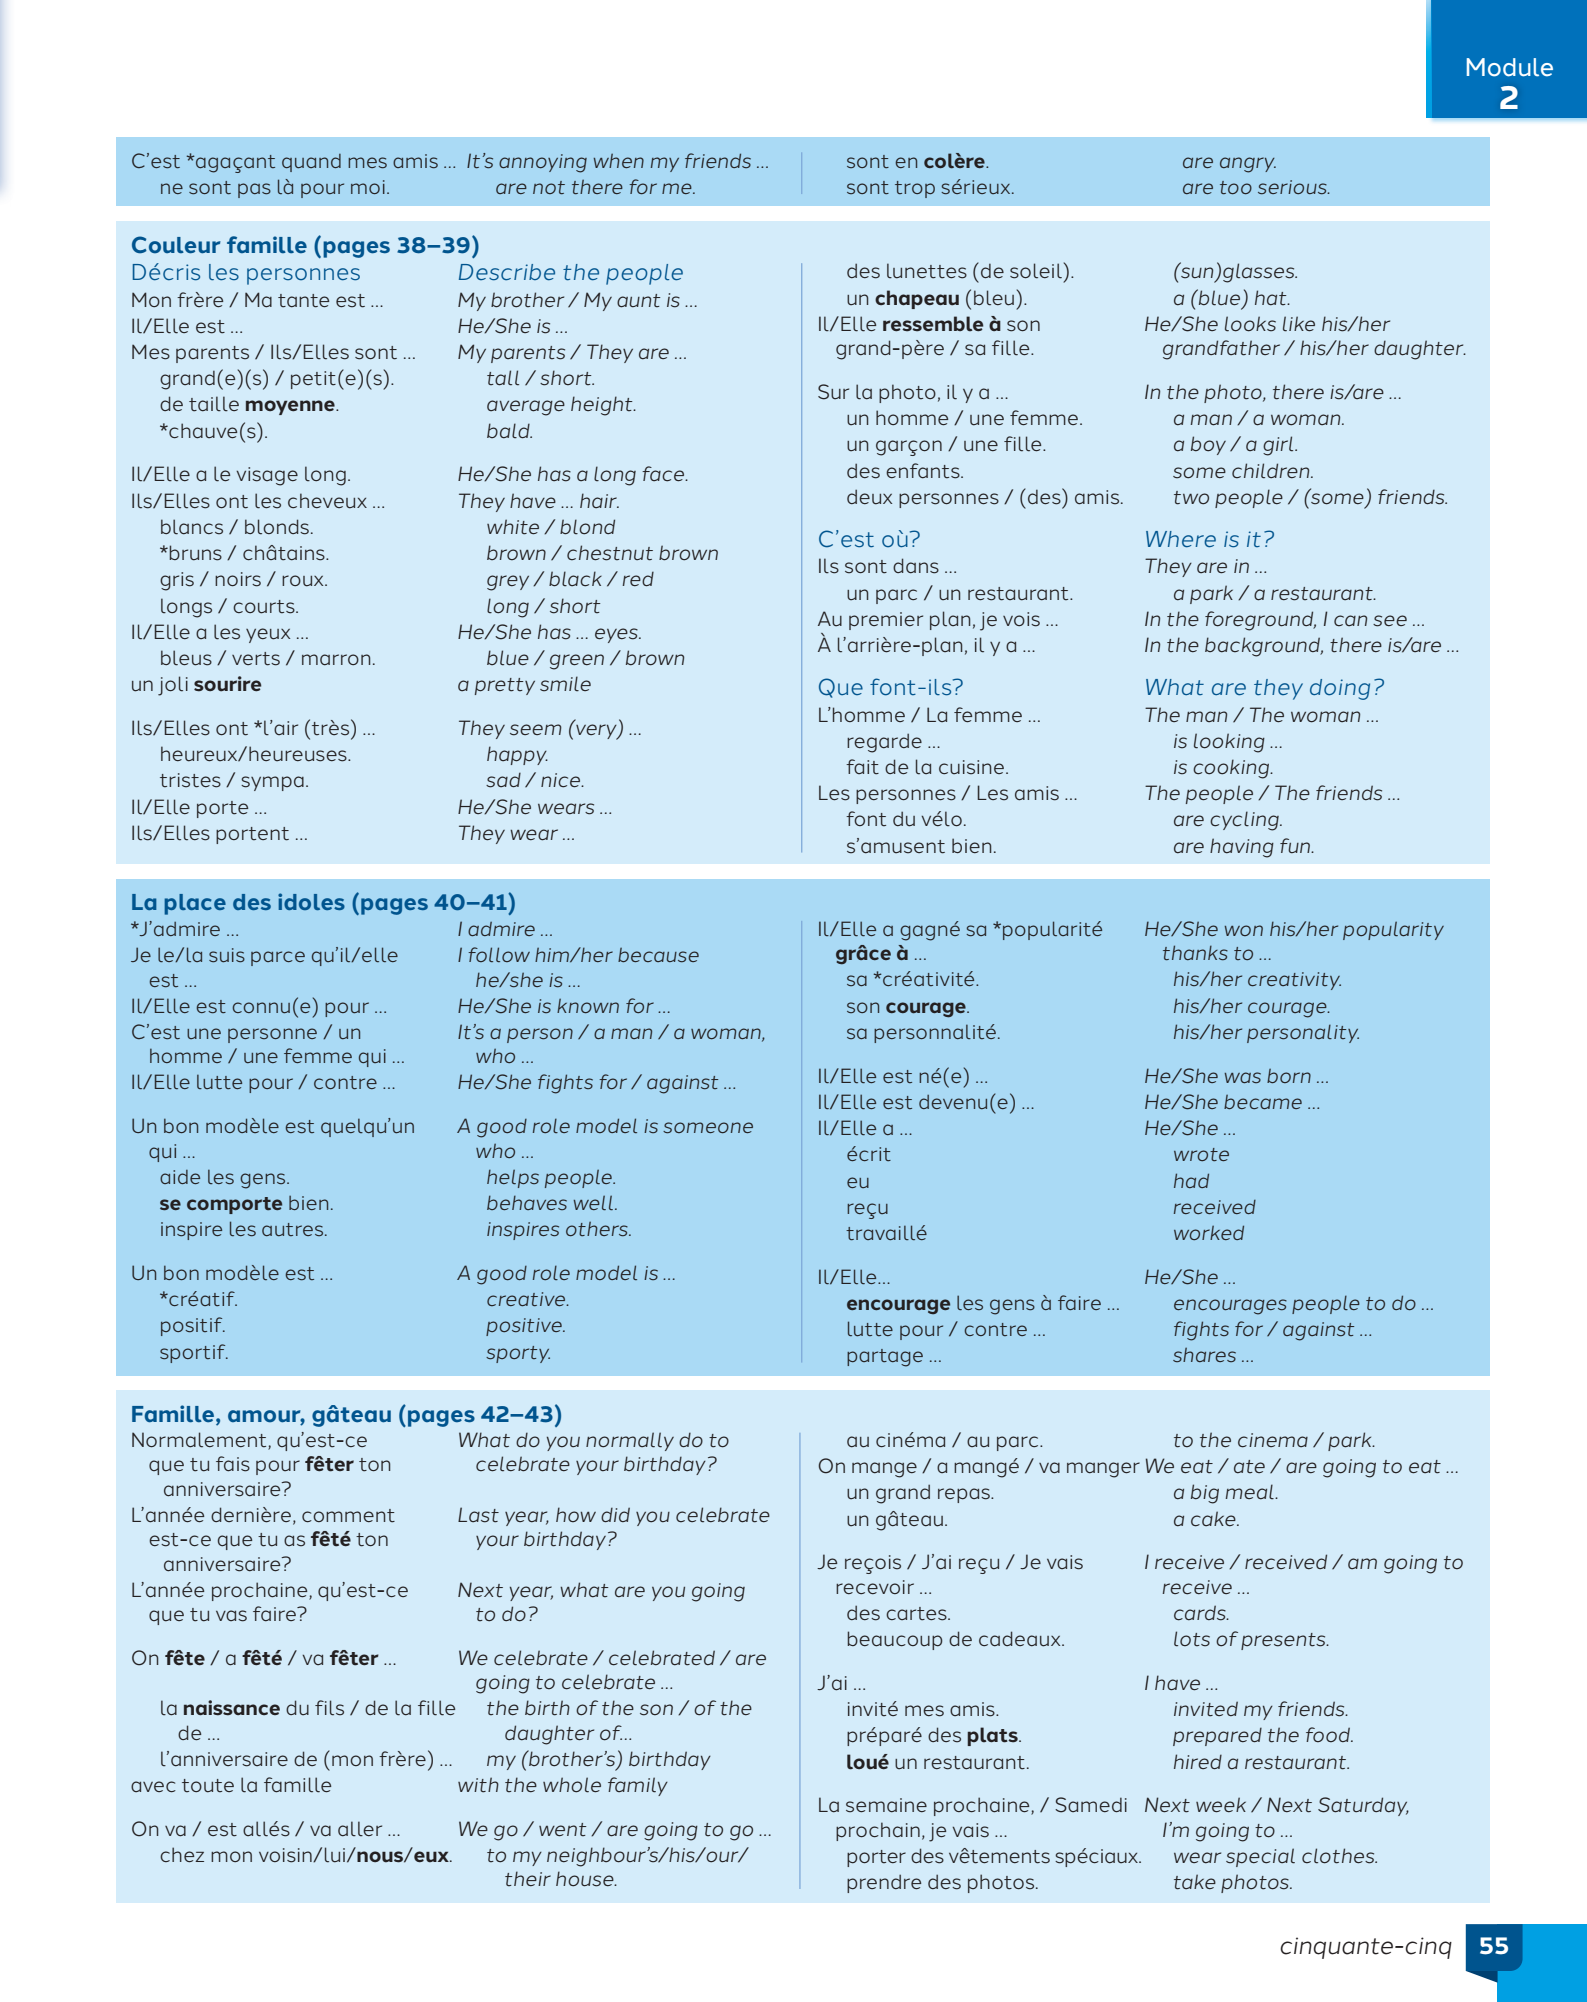 Module
2
C'est *agaçant quand mes amis ... It's annoying when my friends ...
ne sont pas là pour moi. are not there for me.
sont en colère. are angry.
sont trop sérieux. are too serious.
Couleur famille (pages 38–39)
Décris les personnes Describe the people
Mon frère / Ma tante est ... My brother / My aunt is ...
Il/Elle est ... He/She is ...
Mes parents / Ils/Elles sont ... My parents / They are ...
grand(e)(s) / petit(e)(s). tall / short.
de taille moyenne. average height.
*chauve(s). bald.
Il/Elle a le visage long. He/She has a long face.
Ils/Elles ont les cheveux ... They have ... hair.
blancs / blonds. white / blond
*bruns / châtains. brown / chestnut brown
gris / noirs / roux. grey / black / red
longs / courts. long / short
Il/Elle a les yeux ... He/She has ... eyes.
bleus / verts / marron. blue / green / brown
un joli sourire a pretty smile
Ils/Elles ont *l'air (très) ... They seem (very) ...
heureux/heureuses. happy.
tristes / sympa. sad / nice.
Il/Elle porte ... He/She wears ...
Ils/Elles portent ... They wear ...
des lunettes (de soleil). (sun)glasses.
un chapeau (bleu). a (blue) hat.
Il/Elle ressemble à son He/She looks like his/her
grand-père / sa fille. grandfather / his/her daughter.
Sur la photo, il y a ... In the photo, there is/are ...
un homme / une femme. a man / a woman.
un garçon / une fille. a boy / a girl.
des enfants. some children.
deux personnes / (des) amis. two people / (some) friends.
C'est où? Where is it?
Ils sont dans ... They are in ...
un parc / un restaurant. a park / a restaurant.
Au premier plan, je vois ... In the foreground, I can see ...
À l'arrière-plan, il y a ... In the background, there is/are ...
Que font-ils? What are they doing?
L'homme / La femme ... The man / The woman ...
regarde ... is looking ...
fait de la cuisine. is cooking.
Les personnes / Les amis ... The people / The friends ...
font du vélo. are cycling.
s'amusent bien. are having fun.
La place des idoles (pages 40–41)
*J'admire ... I admire ...
Je le/la suis parce qu'il/elle I follow him/her because
est ... he/she is ...
Il/Elle est connu(e) pour ... He/She is known for ...
C'est une personne / un It's a person / a man / a woman,
homme / une femme qui ... who ...
Il/Elle lutte pour / contre ... He/She fights for / against ...
Un bon modèle est quelqu'un A good role model is someone
qui ... who ...
aide les gens. helps people.
se comporte bien. behaves well.
inspire les autres. inspires others.
Un bon modèle est ... A good role model is ...
*créatif. creative.
positif. positive.
sportif. sporty.
Il/Elle a gagné sa *popularité He/She won his/her popularity
grâce à ... thanks to ...
sa *créativité. his/her creativity.
son courage. his/her courage.
sa personnalité. his/her personality.
Il/Elle est né(e) ... He/She was born ...
Il/Elle est devenu(e) ... He/She became ...
Il/Elle a ... He/She ...
écrit wrote
eu had
reçu received
travaillé worked
Il/Elle... He/She ...
encourage les gens à faire ... encourages people to do ...
lutte pour / contre ... fights for / against ...
partage ... shares ...
Famille, amour, gâteau (pages 42–43)
Normalement, qu'est-ce What do you normally do to
que tu fais pour fêter ton celebrate your birthday?
anniversaire?
L'année dernière, comment Last year, how did you celebrate
est-ce que tu as fêté ton your birthday?
anniversaire?
L'année prochaine, qu'est-ce Next year, what are you going
que tu vas faire? to do?
On fête / a fêté / va fêter ... We celebrate / celebrated / are
going to celebrate ...
la naissance du fils / de la fille the birth of the son / of the
de ... daughter of...
l'anniversaire de (mon frère) ... my (brother's) birthday
avec toute la famille with the whole family
On va / est allés / va aller ... We go / went / are going to go ...
chez mon voisin/lui/nous/eux. to my neighbour's/his/our/
their house.
au cinéma / au parc. to the cinema / park.
On mange / a mangé / va manger We eat / ate / are going to eat ...
un grand repas. a big meal.
un gâteau. a cake.
Je reçois / J'ai reçu / Je vais I receive / received / am going to
recevoir ... receive ...
des cartes. cards.
beaucoup de cadeaux. lots of presents.
J'ai ... I have ...
invité mes amis. invited my friends.
préparé des plats. prepared the food.
loué un restaurant. hired a restaurant.
La semaine prochaine, / Samedi Next week / Next Saturday,
prochain, je vais ... I'm going to ...
porter des vêtements spéciaux. wear special clothes.
prendre des photos. take photos.
cinquante-cinq 55